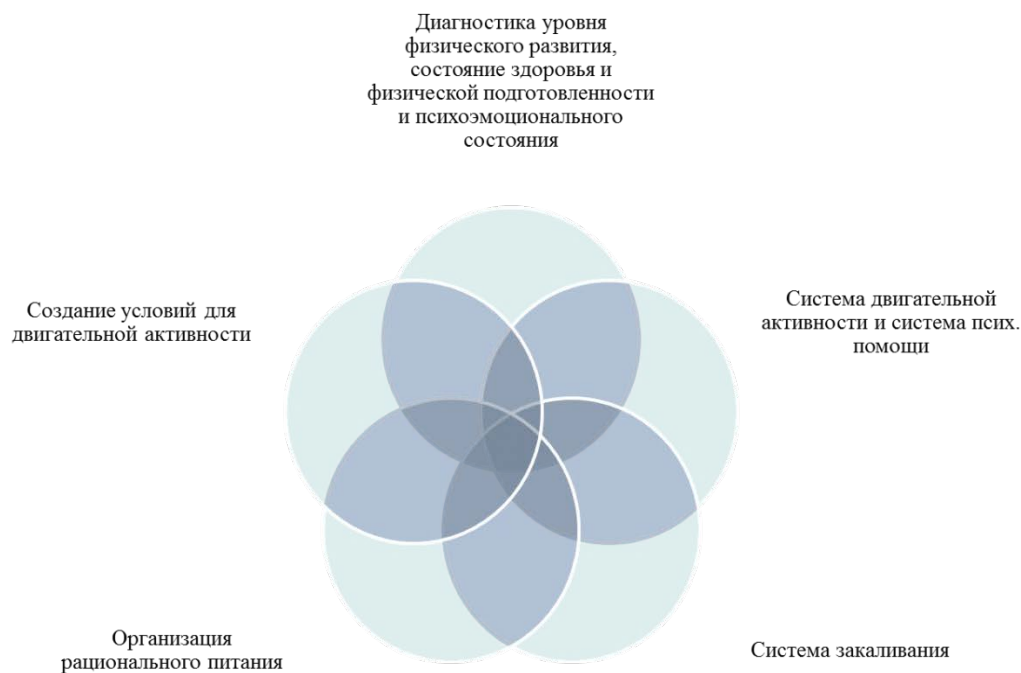 Диагностика уровня
физического развития,
состояние здоровья и
физической подготовленности
и психоэмоционального
состояния
Создание условий для
двигательной активности
Система двигательной
активности и система псих.
помощи
Организация
рационального питания
Система закаливания